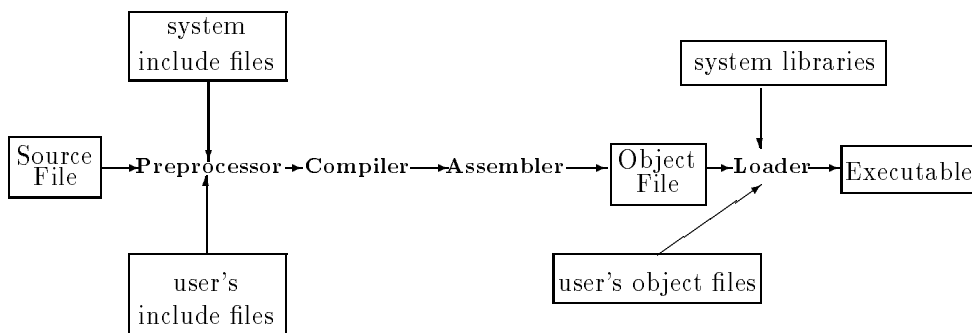 system
include files
system libraries
Source
File
Preprocessor
Compiler
Assembler
Object
File
Loader
Executable
user's
include files
user's object files